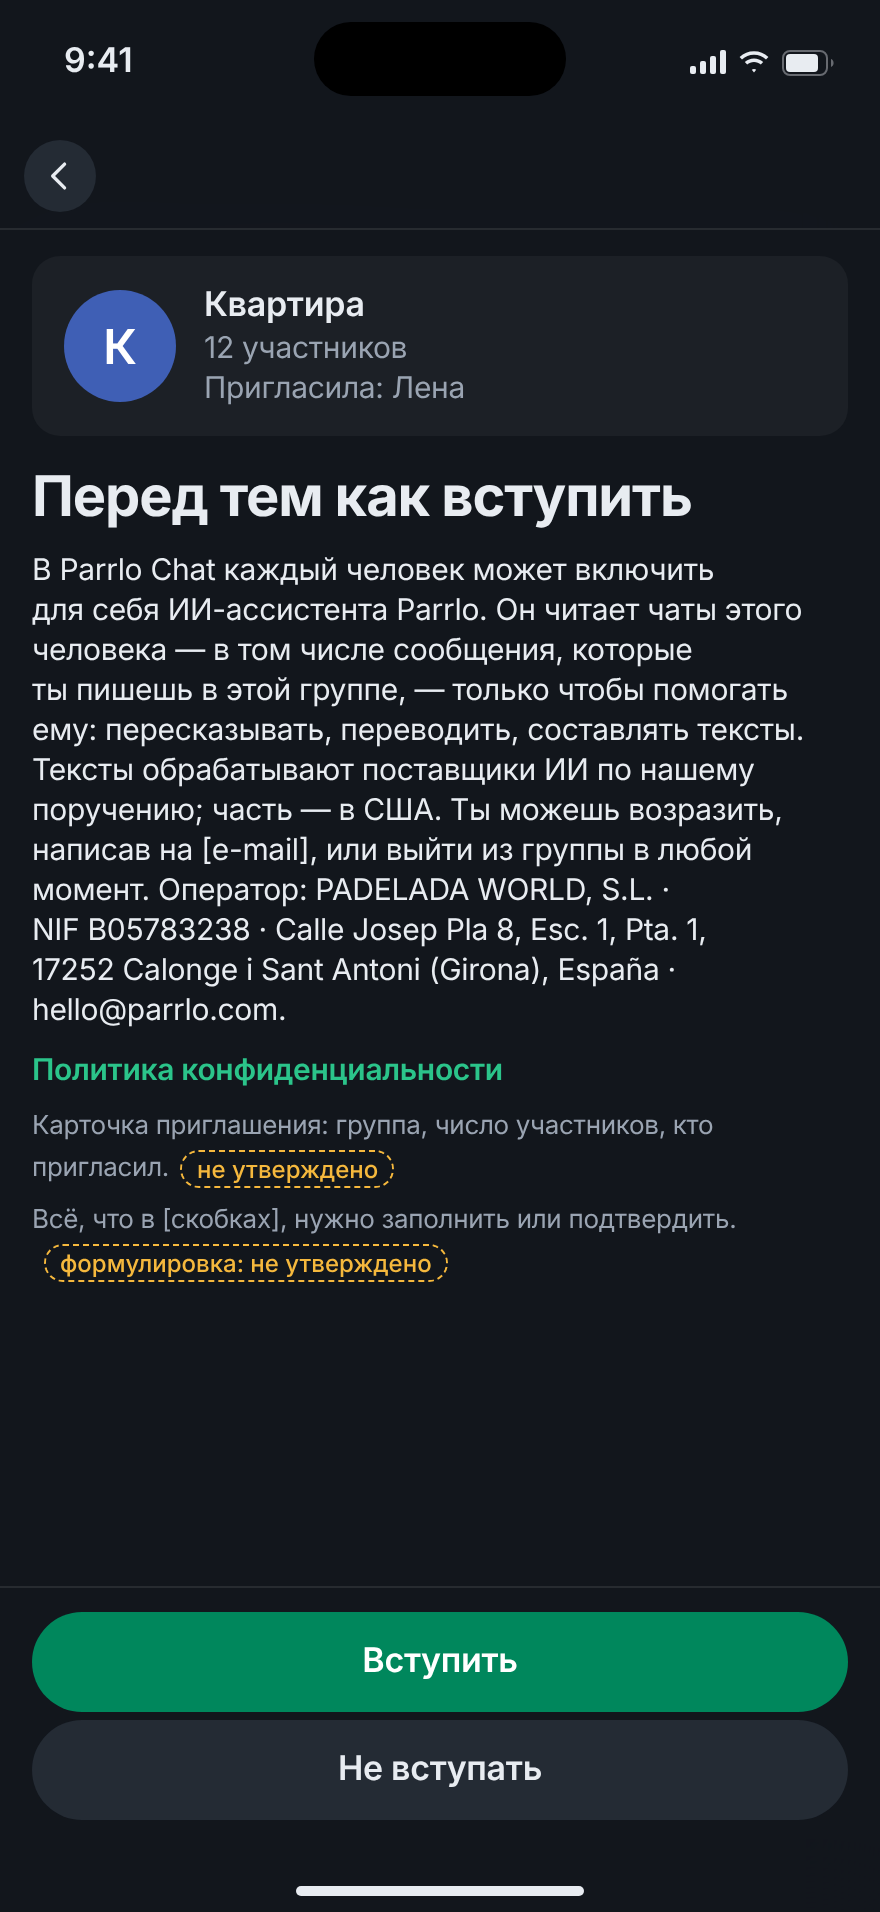 9:41
Квартира
К
12 участников
Пригласила: Лена
Перед тем как вступить
В Parrlo Chat каждый человек может включить
для себя ИИ-ассистента Parrlo. Он читает чаты этого
человека — в том числе сообщения, которые
ты пишешь в этой группе, — только чтобы помогать
ему: пересказывать, переводить, составлять тексты.
Тексты обрабатывают поставщики ИИ по нашему
поручению; часть — в США. Ты можешь возразить,
написав на [e-mail], или выйти из группы в любой
момент. Оператор: PADELADA WORLD, S.L. ·
NIF B05783238 · Calle Josep Pla 8, Esc. 1, Pta. 1,
17252 Calonge i Sant Antoni (Girona), España ·
hello@parrlo.com.
Политика конфиденциальности
Карточка приглашения: группа, число участников, кто
пригласил. не утверждено
Всё, что в [скобках], нужно заполнить или подтвердить.
формулировка: не утверждено
Вступить
Не вступать